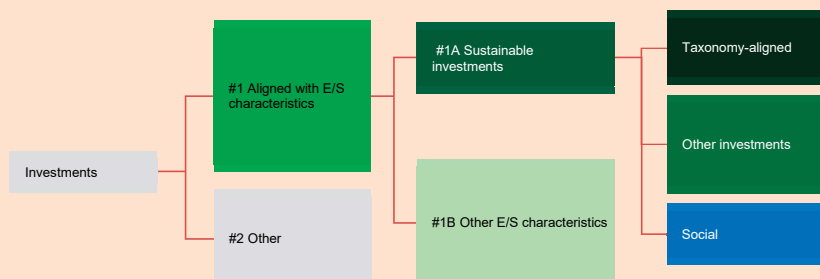 Investments
#1 Aligned with E/S
characteristics
#2 Other
#1A Sustainable
investments
#1B Other E/S characteristics
Taxonomy-aligned
Other investments
Social